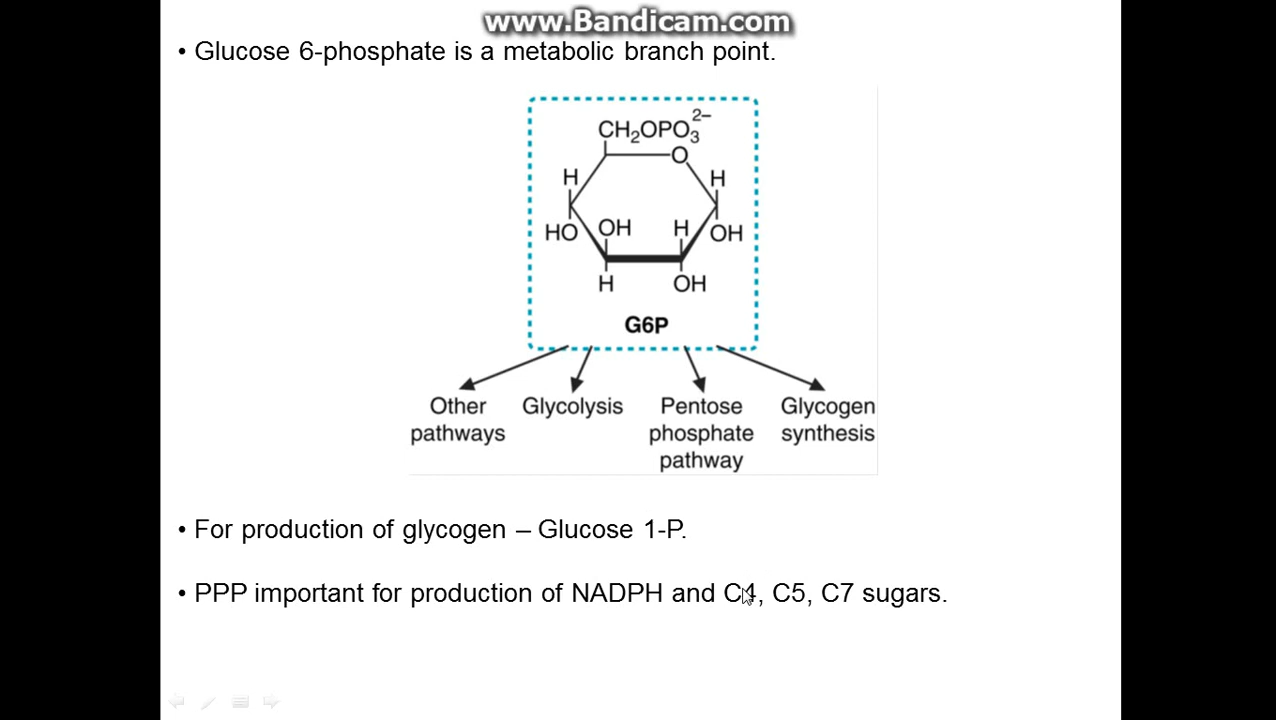 www.Bandicam.com
• Glucose 6-phosphate is a metabolic branch point.
CH₂OPO₃²⁻
O
H
H
HO
OH
H
OH
H
OH
G6P
Other pathways
Glycolysis
Pentose phosphate pathway
Glycogen synthesis
• For production of glycogen – Glucose 1-P.
• PPP important for production of NADPH and C4, C5, C7 sugars.